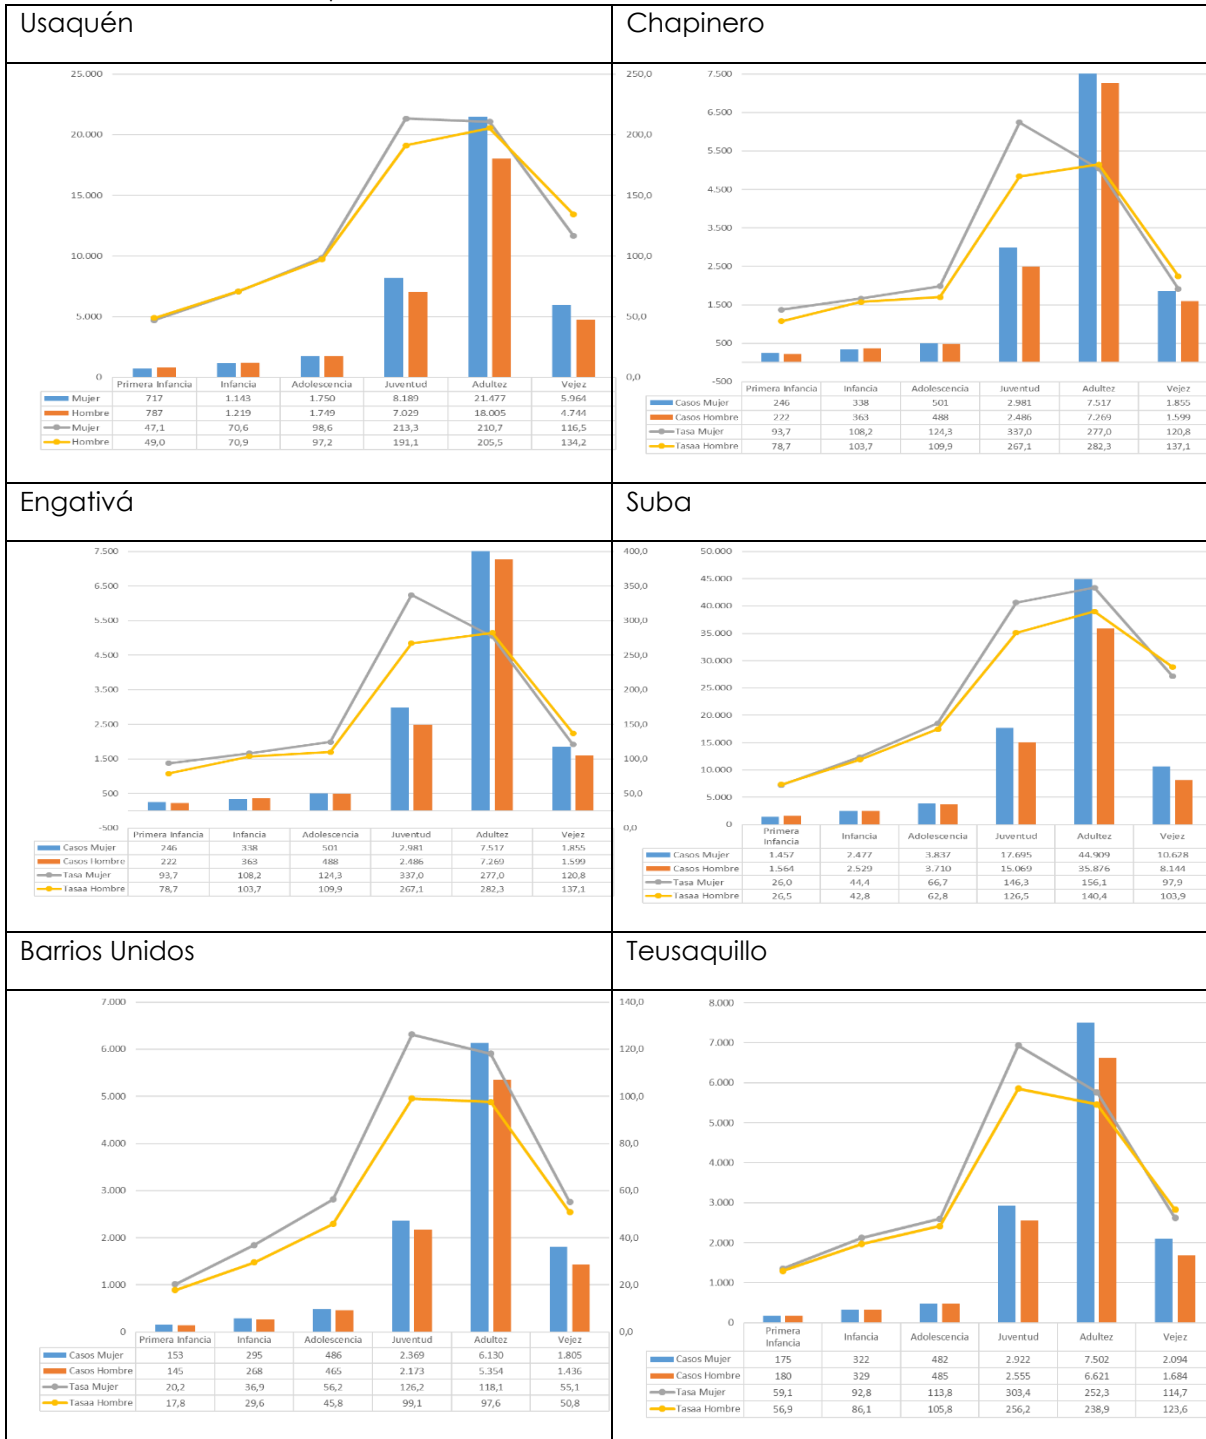 Usaquén
Chapinero
25.000
20.000
15.000
10.000
5.000
0
250,0
200,0
150,0
100,0
50,0
0,0
Primera Infancia Infancia Adolescencia Juventud Adultez Vejez
Mujer 717 1.143 1.750 8.189 21.477 5.964
Hombre 787 1.219 1.749 7.029 18.005 4.744
Mujer 47,1 70,6 98,6 213,3 210,7 116,5
Hombre 49,0 70,9 97,2 191,1 205,5 134,2
7.500
6.500
5.500
4.500
3.500
2.500
1.500
500
-500
Primera Infancia Infancia Adolescencia Juventud Adultez Vejez
Casos Mujer 246 338 501 2.981 7.517 1.855
Casos Hombre 222 363 488 2.486 7.269 1.599
Tasa Mujer 93,7 108,2 124,3 337,0 277,0 120,8
Tasaa Hombre 78,7 103,7 109,9 267,1 282,3 137,1
Engativá
Suba
7.500
6.500
5.500
4.500
3.500
2.500
1.500
500
-500
400,0
350,0
300,0
250,0
200,0
150,0
100,0
50,0
0,0
Primera Infancia Infancia Adolescencia Juventud Adultez Vejez
Casos Mujer 246 338 501 2.981 7.517 1.855
Casos Hombre 222 363 488 2.486 7.269 1.599
Tasa Mujer 93,7 108,2 124,3 337,0 277,0 120,8
Tasaa Hombre 78,7 103,7 109,9 267,1 282,3 137,1
50.000
45.000
40.000
35.000
30.000
25.000
20.000
15.000
10.000
5.000
0
Primera
Infancia Infancia Adolescencia Juventud Adultez Vejez
Casos Mujer 1.457 2.477 3.837 17.695 44.909 10.628
Casos Hombre 1.564 2.529 3.710 15.069 35.876 8.144
Tasa Mujer 26,0 44,4 66,7 146,3 156,1 97,9
Tasaa Hombre 26,5 42,8 62,8 126,5 140,4 103,9
Barrios Unidos
Teusaquillo
7.000
6.000
5.000
4.000
3.000
2.000
1.000
0
140,0
120,0
100,0
80,0
60,0
40,0
20,0
0,0
Primera Infancia Infancia Adolescencia Juventud Adultez Vejez
Casos Mujer 153 295 486 2.369 6.130 1.805
Casos Hombre 145 268 465 2.173 5.354 1.436
Tasa Mujer 20,2 36,9 56,2 126,2 118,1 55,1
Tasaa Hombre 17,8 29,6 45,8 99,1 97,6 50,8
8.000
7.000
6.000
5.000
4.000
3.000
2.000
1.000
0
Primera
Infancia Infancia Adolescencia Juventud Adultez Vejez
Casos Mujer 175 322 482 2.922 7.502 2.094
Casos Hombre 180 329 485 2.555 6.621 1.684
Tasa Mujer 59,1 92,8 113,8 303,4 252,3 114,7
Tasaa Hombre 56,9 86,1 105,8 256,2 238,9 123,6